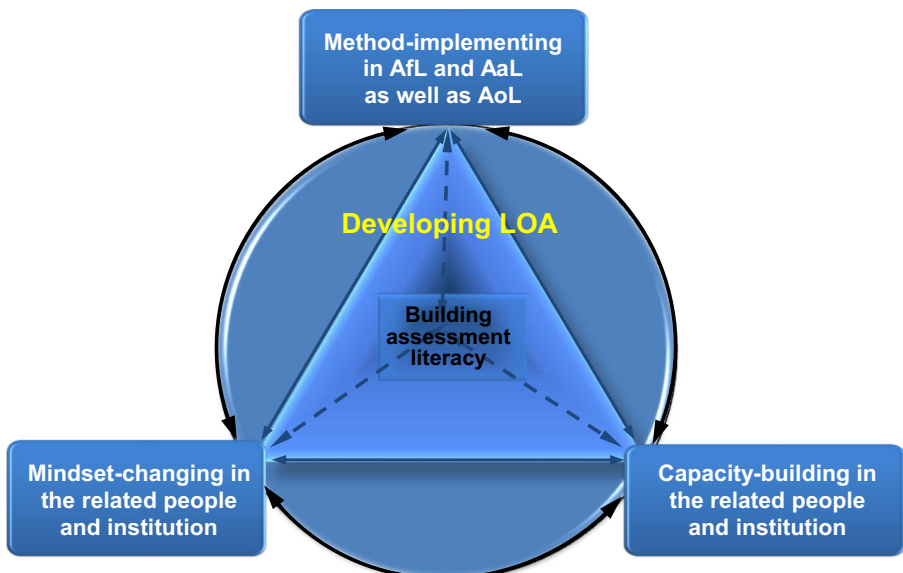 Method-implementing
in AfL and AaL
as well as AoL
Developing LOA
Building
assessment
literacy
Mindset-changing in
the related people
and institution
Capacity-building in
the related people
and institution